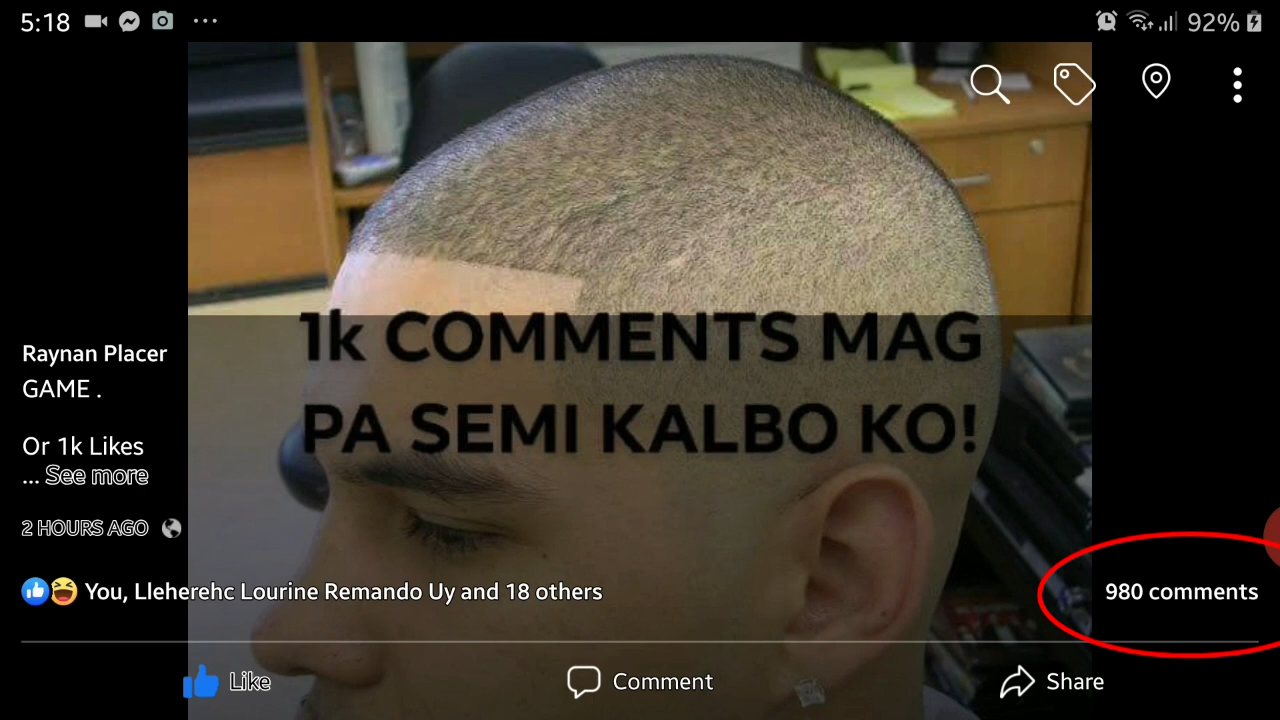 5:18
92%
1k COMMENTS MAG
PA SEMI KALBO KO!
Raynan Placer
GAME .
Or 1k Likes
... See more
2 HOURS AGO
You, Lleherehc Lourine Remando Uy and 18 others
980 comments
Like
Comment
Share